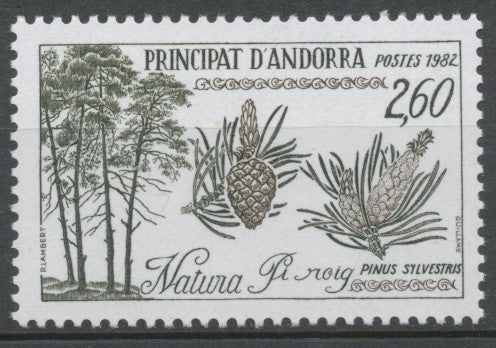 PRINCIPAT D'ANDORRA POSTES 1982
2,60
Natura Pi roig PINUS SYLVESTRIS
P. LAMBERT
GUILLAME